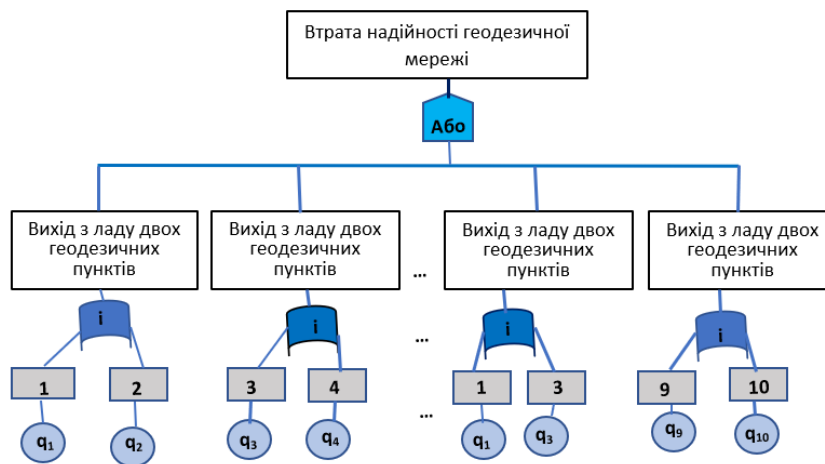 Втрата надійності геодезичної
мережі
Або
Вихід з ладу двох
геодезичних
пунктів
Вихід з ладу двох
геодезичних
пунктів
...
Вихід з ладу двох
геодезичних
пунктів
Вихід з ладу двох
геодезичних
пунктів
і
і
...
і
і
1
2
3
4
1
3
9
10
...
q₁
q₂
q₃
q₄
q₁
q₃
q₉
q₁₀